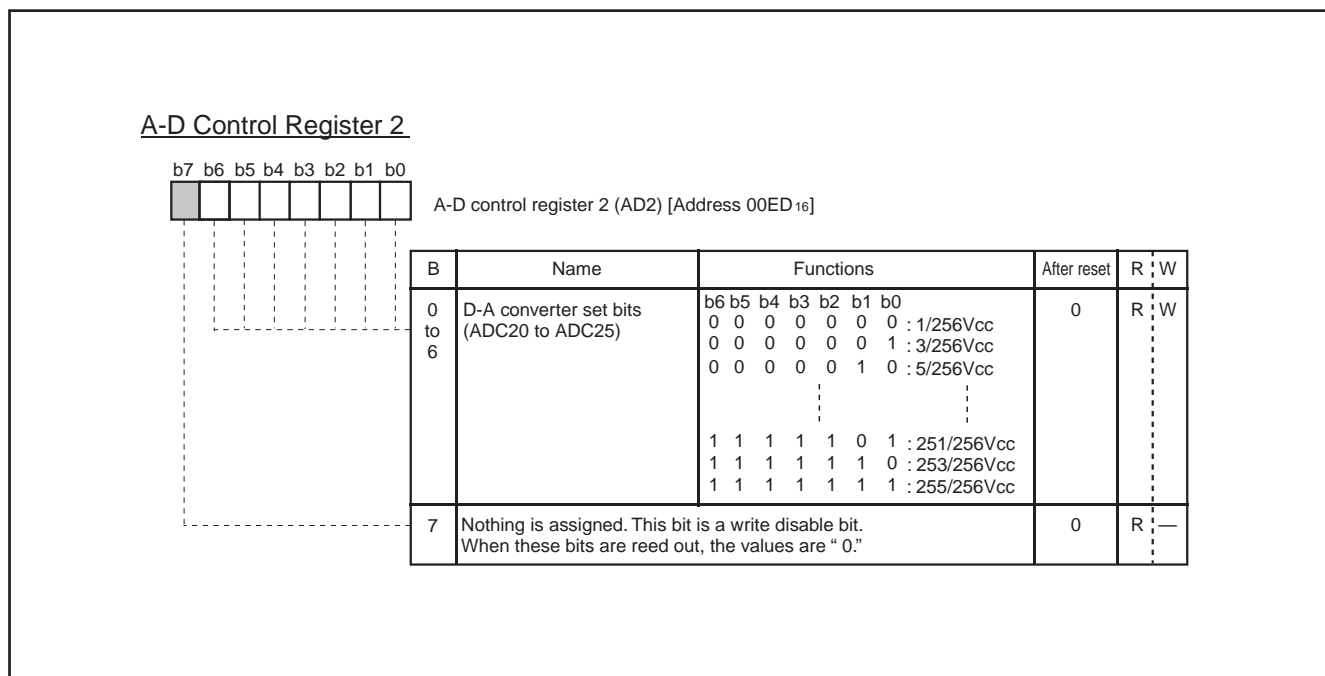 A-D Control Register 2
b7 b6 b5 b4 b3 b2 b1 b0
A-D control register 2 (AD2) [Address 00ED16]
B Name Functions After reset R W
0 to 6 D-A converter set bits (ADC20 to ADC25)
b6 b5 b4 b3 b2 b1 b0
0 0 0 0 0 0 0 : 1/256Vcc
0 0 0 0 0 0 1 : 3/256Vcc
0 0 0 0 0 1 0 : 5/256Vcc
1 1 1 1 1 0 1 : 251/256Vcc
1 1 1 1 1 1 0 : 253/256Vcc
1 1 1 1 1 1 1 : 255/256Vcc
0 R W
7 Nothing is assigned. This bit is a write disable bit.
When these bits are reed out, the values are “ 0.”
0 R —